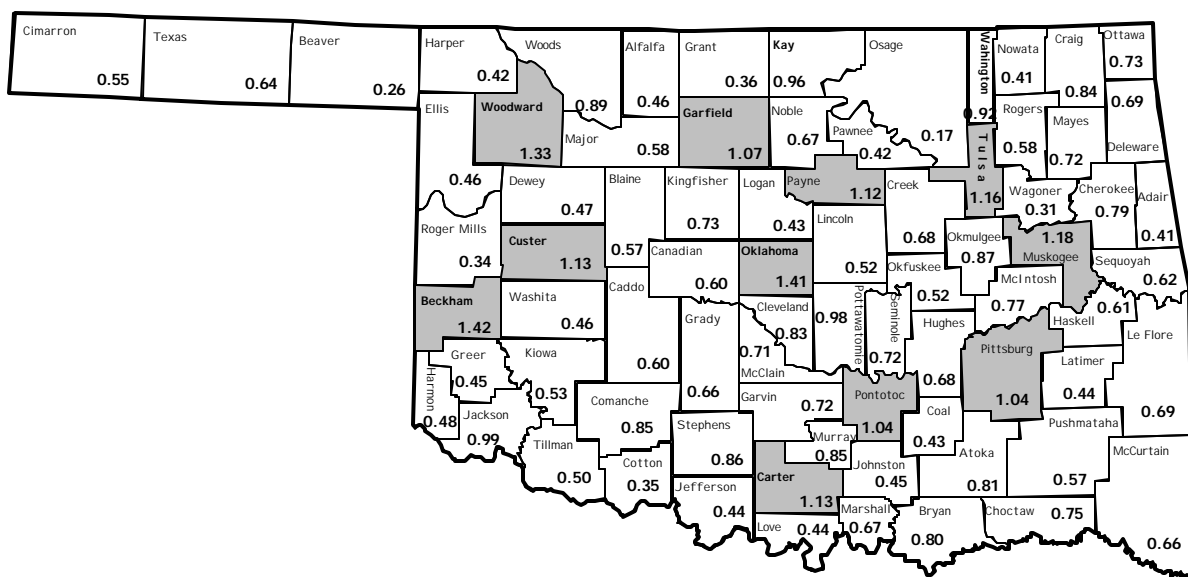 Cimarron
0.55
Texas
0.64
Beaver
0.26
Harper
0.42
Woods
0.89
Alfalfa
0.46
Grant
0.36
Kay
0.96
Osage
0.17
Wahington
0.92
Nowata
0.41
Craig
0.84
Ottawa
0.73
Ellis
0.46
Woodward
1.33
Major
0.58
Garfield
1.07
Noble
0.67
Pawnee
0.42
Tulsa
1.16
Rogers
0.58
Mayes
0.72
0.69
Deleware
Roger Mills
0.34
Dewey
0.47
Blaine
0.57
Kingfisher
0.73
Logan
0.43
Payne
1.12
Creek
0.68
Wagoner
0.31
Cherokee
0.79
Adair
0.41
Custer
1.13
Canadian
0.60
Oklahoma
1.41
Lincoln
0.52
Okmulgee
0.87
1.18
Muskogee
Sequoyah
0.62
Beckham
1.42
Washita
0.46
Caddo
0.60
Grady
0.66
Cleveland
0.83
0.98
Pottawatomie
Seminole
0.72
Okfuskee
0.52
Hughes
0.68
McIntosh
0.77
0.61
Haskell
Le Flore
0.69
Harmon
0.48
Greer
0.45
Kiowa
0.53
0.71
McClain
Pittsburg
1.04
Latimer
0.44
Jackson
0.99
Comanche
0.85
Stephens
0.86
Garvin
0.72
Pontotoc
1.04
Coal
0.43
Atoka
0.81
Pushmataha
0.57
McCurtain
0.66
Tillman
0.50
Cotton
0.35
Jefferson
0.44
Murray
0.85
Carter
1.13
Johnston
0.45
Love
0.44
Marshall
0.67
Bryan
0.80
Choctaw
0.75